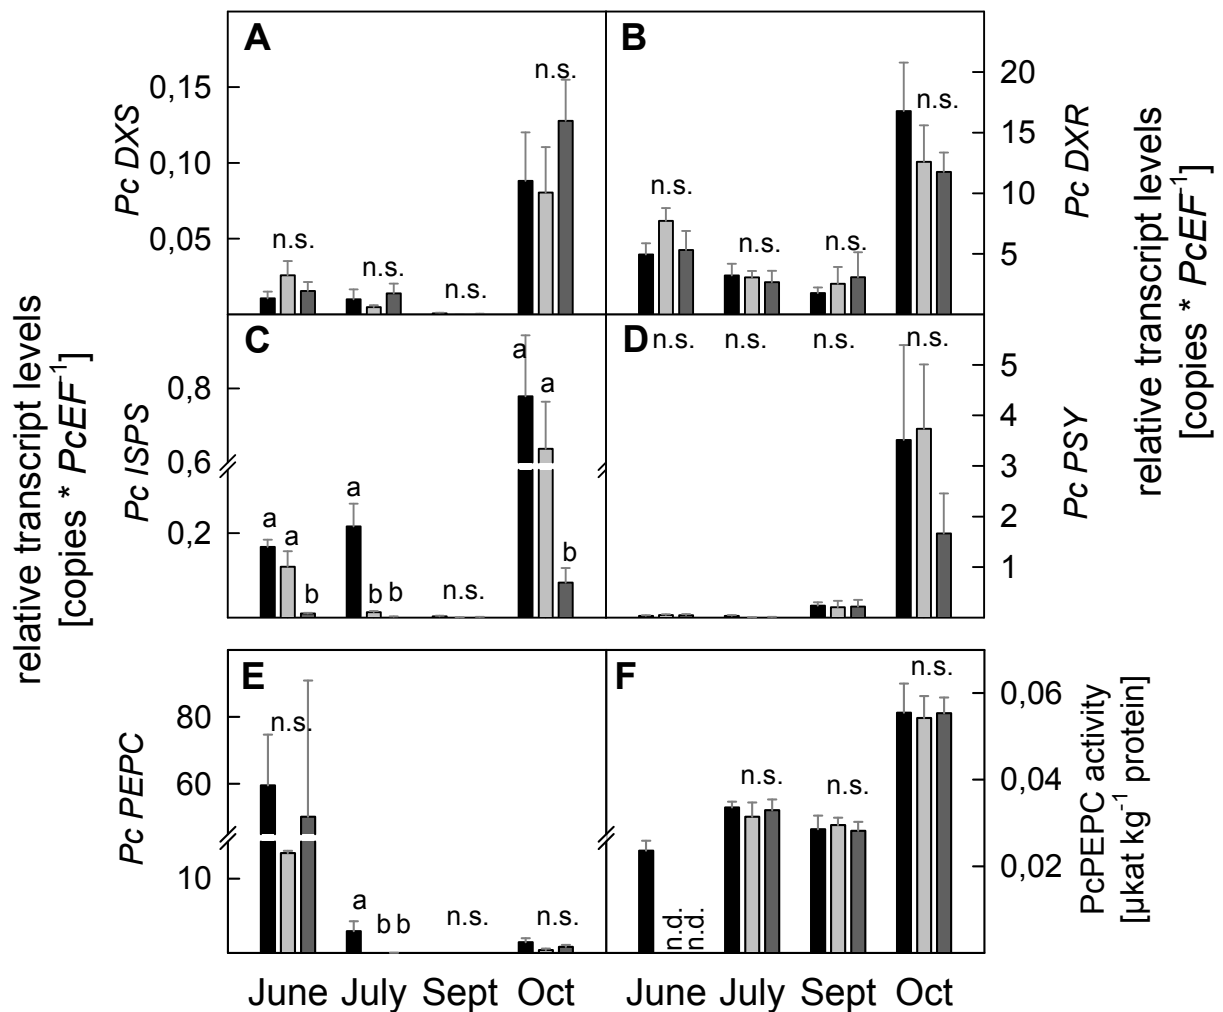 A
B
n.s.
n.s.
0,15
0,10
0,05
Pc DXS
n.s.
n.s.
n.s.
n.s.
n.s.
n.s.
20
15
10
5
Pc DXR
relative transcript levels
[copies * PcEF⁻¹]
relative transcript levels
[copies * PcEF⁻¹]
C
a
a
0,8
0,6
0,2
Pc ISPS
a
a
a
b
b b
n.s.
b
D
n.s.
n.s.
n.s.
n.s.
5
4
3
2
1
Pc PSY
E
80
60
10
Pc PEPC
n.s.
a
b b
n.s.
n.s.
F
n.s.
n.d.
n.d.
n.s.
n.s.
0,06
0,04
0,02
PcPEPC activity
[µkat kg⁻¹ protein]
June July Sept Oct
June July Sept Oct